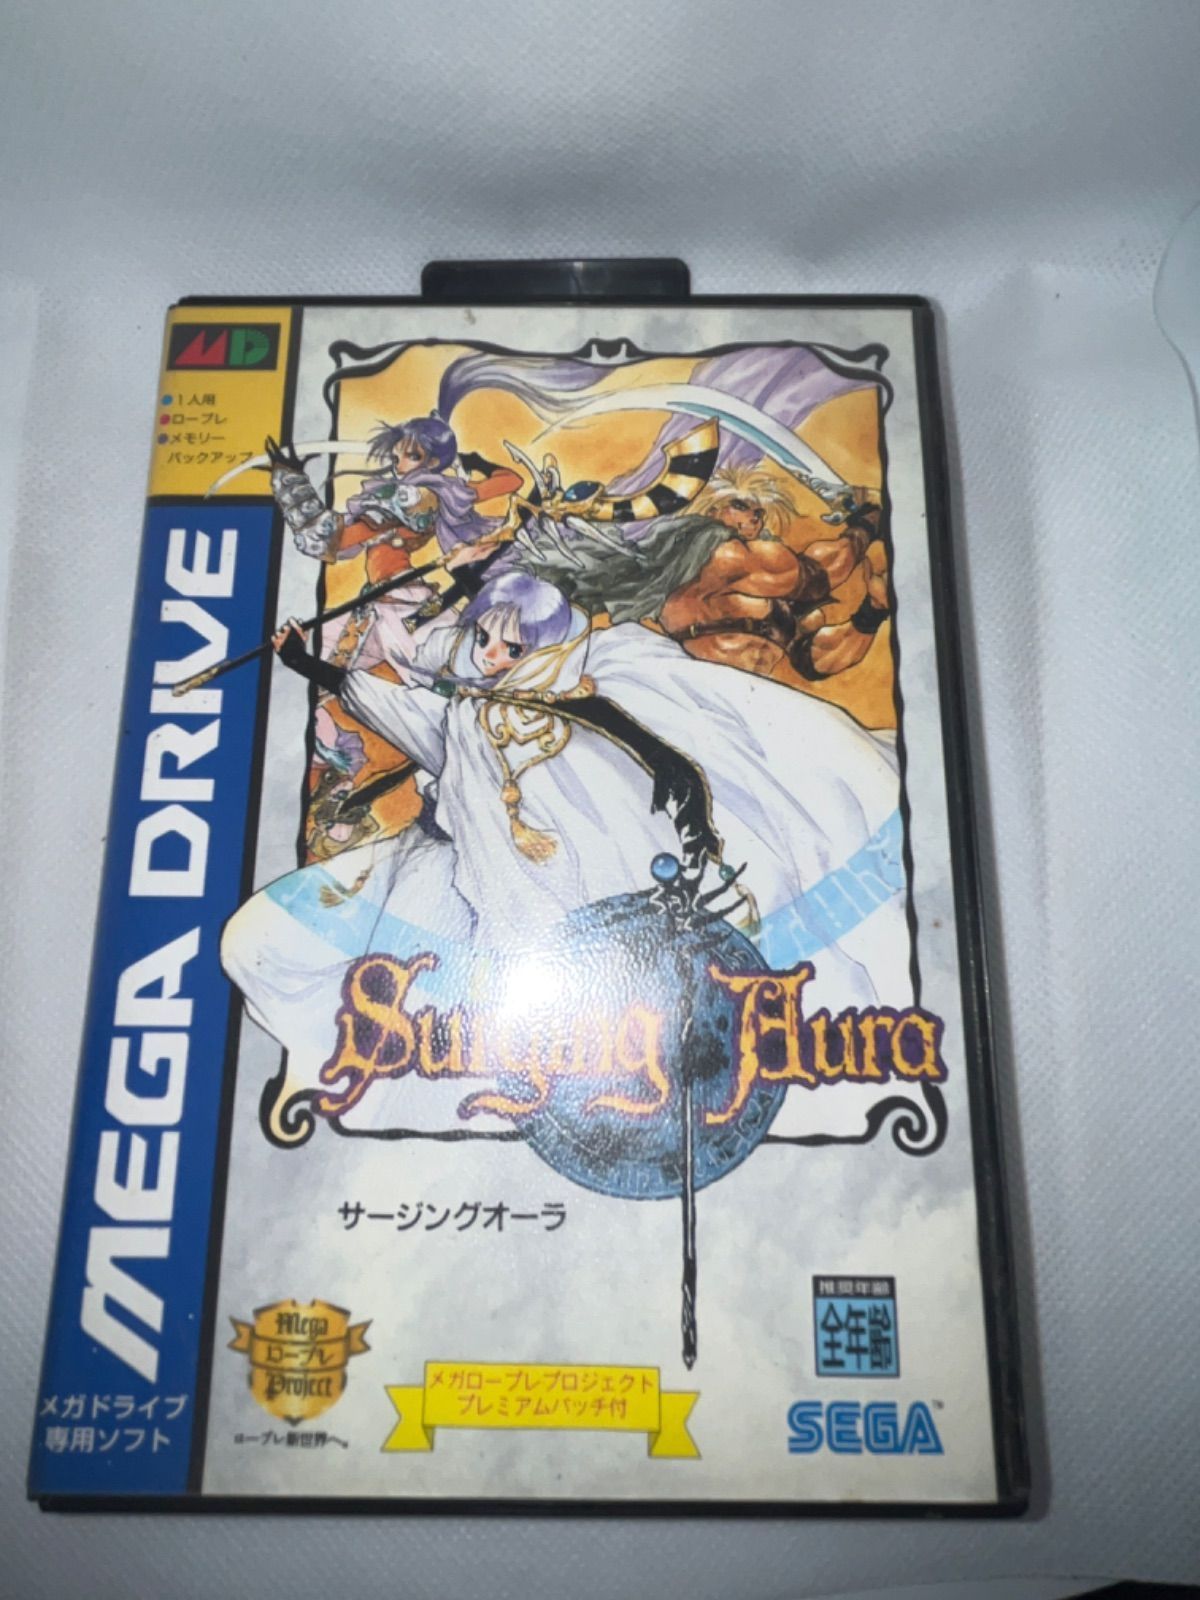 MD
●1人用
●ロープレ
●メモリー
バックアップ
MEGA DRIVE
メガドライブ
専用ソフト
Surging Aura
サージングオーラ
Mega
ロープレ
Project
はープレ新世界へ。
メガロープレプロジェクト
プレミアムバッチ付
推奨年齢
全年齢
SEGA™